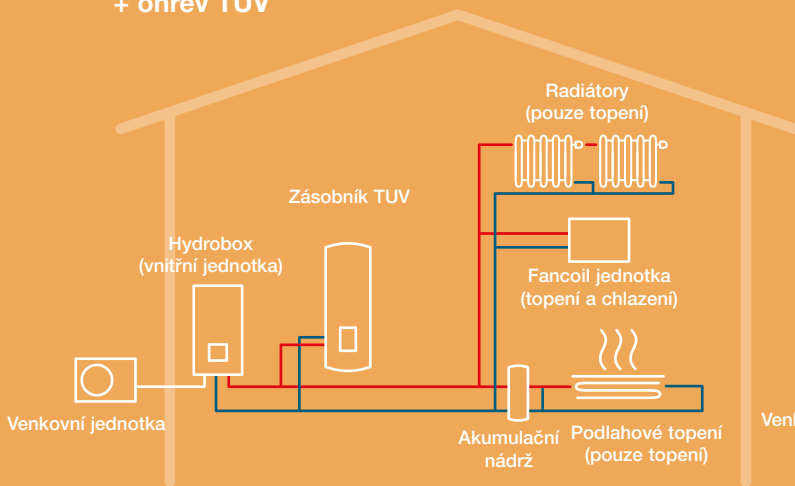 + ohřev TUV
Radiátory
(pouze topení)
Zásobník TUV
Hydrobox
(vnitřní jednotka)
Fancoil jednotka
(topení a chlazení)
Venkovní jednotka
Akumulační
nádrž
Podlahové topení
(pouze topení)